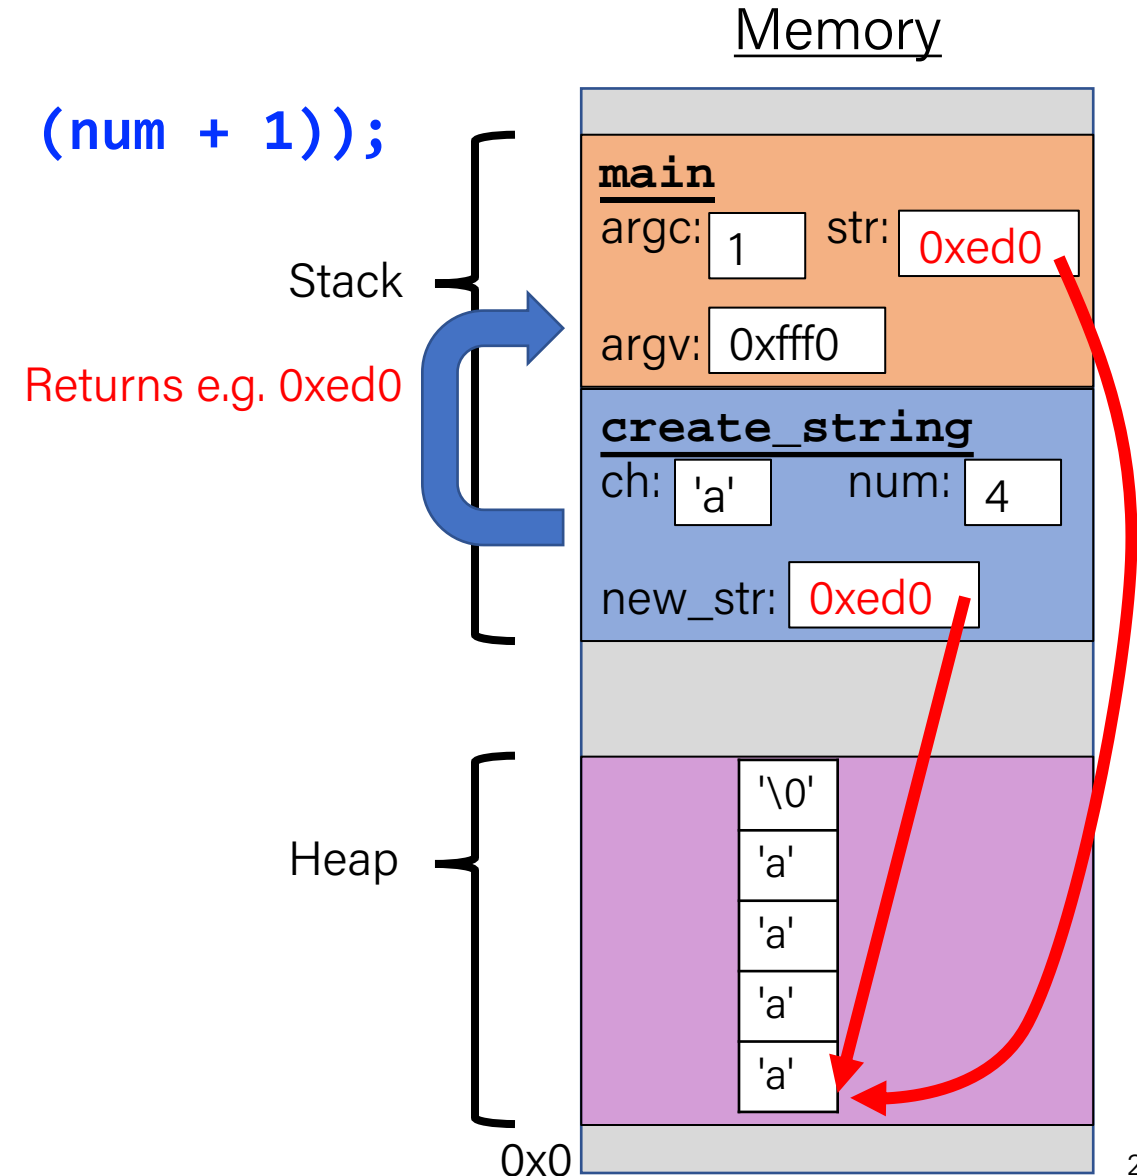 Memory
(num + 1));
main
argc: 1 str: 0xed0
Stack
argv: 0xfff0
Returns e.g. 0xed0
create_string
ch: 'a' num: 4
new_str: 0xed0
'\0'
'a'
Heap
'a'
'a'
'a'
0x0
2